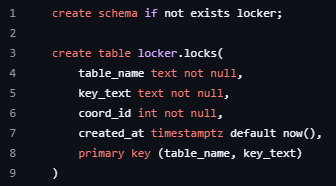 1 create schema if not exists locker;
2
3 create table locker.locks(
4 table_name text not null,
5 key_text text not null,
6 coord_id int not null,
7 created_at timestamptz default now(),
8 primary key (table_name, key_text)
9 )